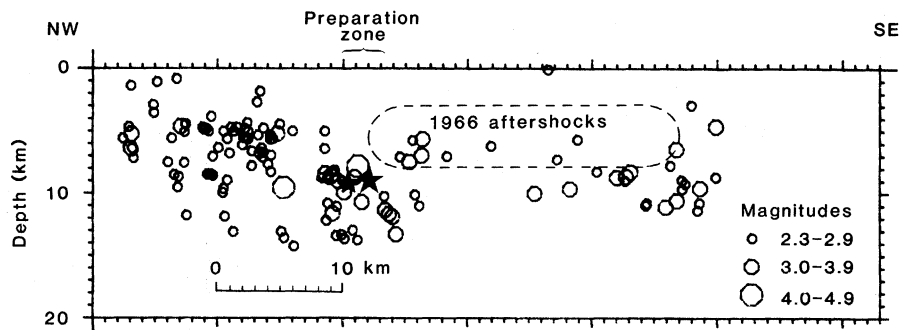 Preparation
zone
NW
SE
0
1966 aftershocks
Depth (km)
10
Magnitudes
2.3–2.9
3.0–3.9
4.0–4.9
0 10 km
20